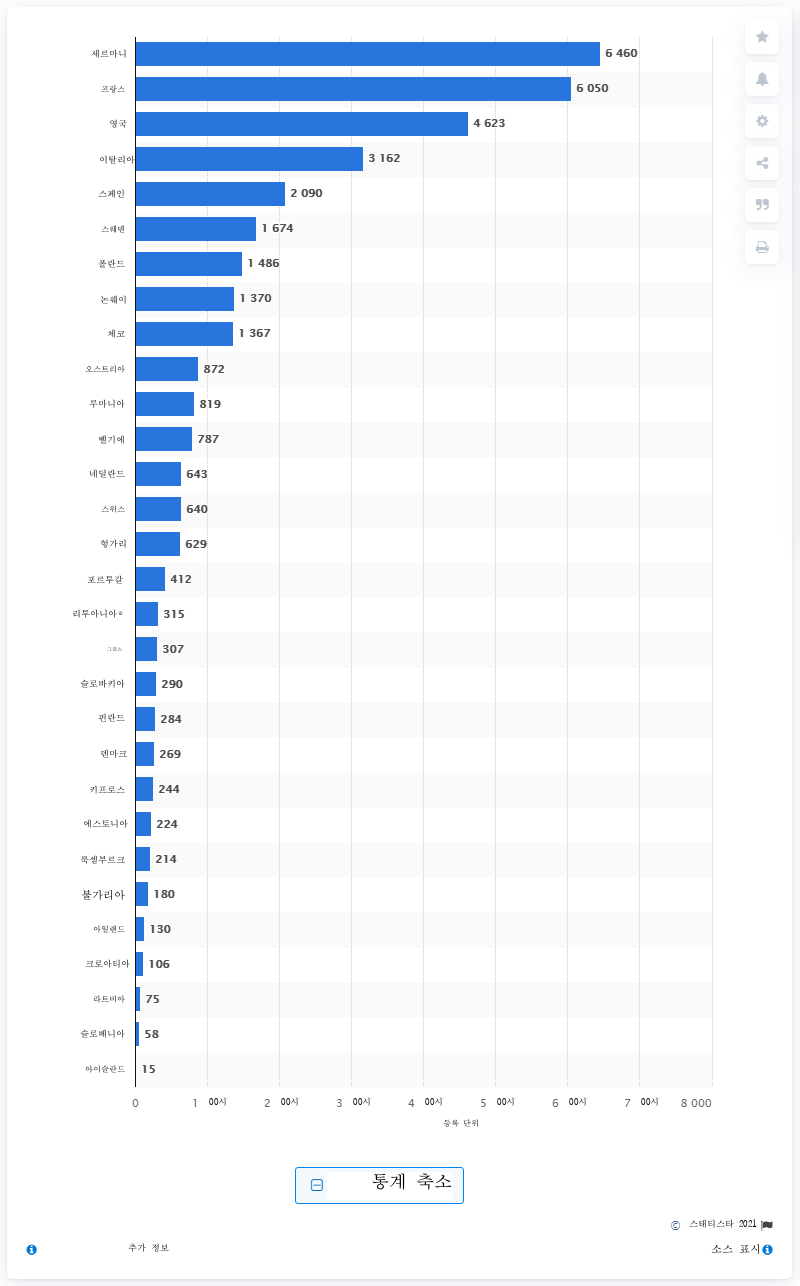 쎄르마니 6 460
프랑스 6 050
영국 4 623
이탈리아 3 162
스페인 2 090
스웨덴 1 674
폴란드 1 486
논웨이 1 370
체코 1 367
오스트리아 872
루마니아 819
벨기에 787
네덜란드 643
스위스 640
헝가리 629
포르투갈 412
리투아니아* 315
그리스 307
슬로바키아 290
핀란드 284
덴마크 269
키프로스 244
에스토니아 224
룩셈부르크 214
불가리아 180
아일랜드 130
크로아티아 106
라트비아 75
슬로베니아 58
아이슬란드 15
0 1 00시 2 00시 3 00시 4 00시 5 00시 6 00시 7 00시 8 000
등록 단위
통계 축소
© 스태티스타 2021
추가 정보 소스 표시